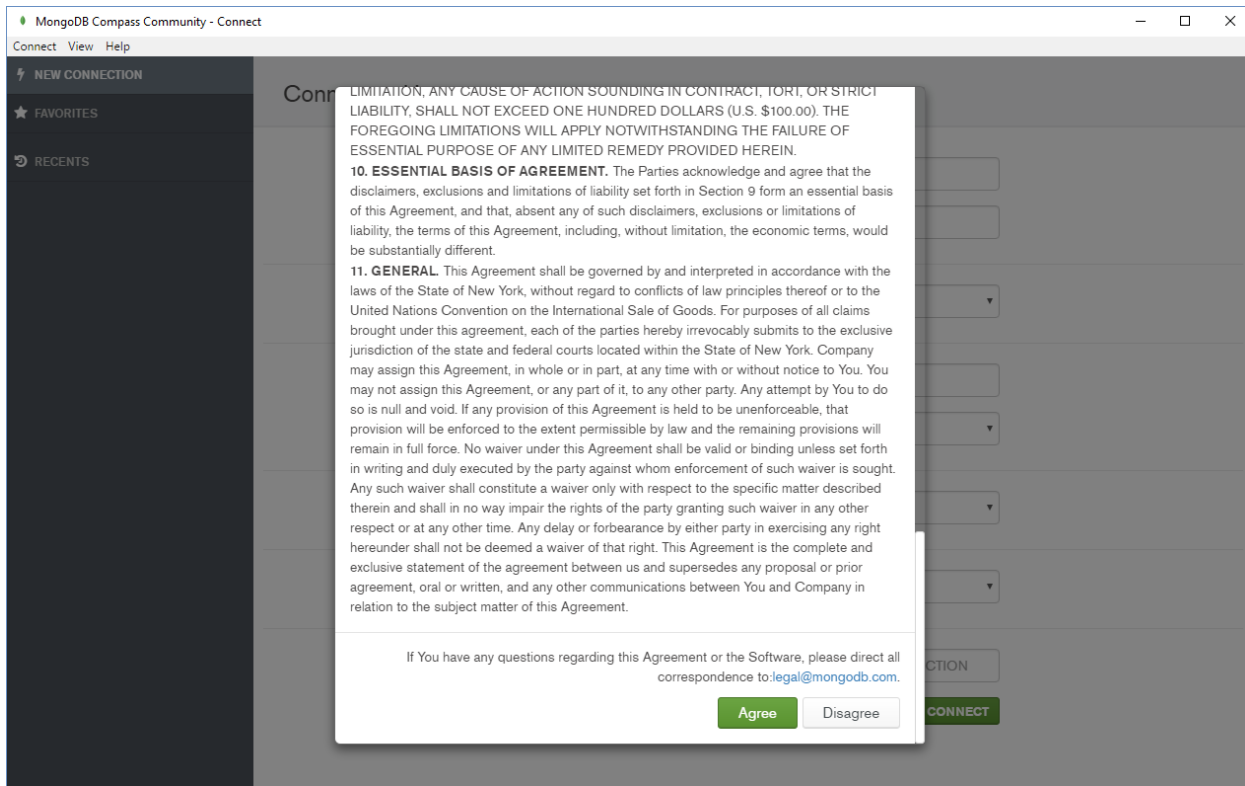 MongoDB Compass Community - Connect
Connect View Help
NEW CONNECTION
FAVORITES
RECENTS
Conn
LIMITATION, ANY CAUSE OF ACTION SOUNDING IN CONTRACT, TORT, OR STRICT
LIABILITY, SHALL NOT EXCEED ONE HUNDRED DOLLARS (U.S. $100.00). THE
FOREGOING LIMITATIONS WILL APPLY NOTWITHSTANDING THE FAILURE OF
ESSENTIAL PURPOSE OF ANY LIMITED REMEDY PROVIDED HEREIN.
10. ESSENTIAL BASIS OF AGREEMENT. The Parties acknowledge and agree that the
disclaimers, exclusions and limitations of liability set forth in Section 9 form an essential basis
of this Agreement, and that, absent any of such disclaimers, exclusions or limitations of
liability, the terms of this Agreement, including, without limitation, the economic terms, would
be substantially different.
11. GENERAL. This Agreement shall be governed by and interpreted in accordance with the
laws of the State of New York, without regard to conflicts of law principles thereof or to the
United Nations Convention on the International Sale of Goods. For purposes of all claims
brought under this agreement, each of the parties hereby irrevocably submits to the exclusive
jurisdiction of the state and federal courts located within the State of New York. Company
may assign this Agreement, in whole or in part, at any time with or without notice to You. You
may not assign this Agreement, or any part of it, to any other party. Any attempt by You to do
so is null and void. If any provision of this Agreement is held to be unenforceable, that
provision will be enforced to the extent permissible by law and the remaining provisions will
remain in full force. No waiver under this Agreement shall be valid or binding unless set forth
in writing and duly executed by the party against whom enforcement of such waiver is sought.
Any such waiver shall constitute a waiver only with respect to the specific matter described
therein and shall in no way impair the rights of the party granting such waiver in any other
respect or at any other time. Any delay or forbearance by either party in exercising any right
hereunder shall not be deemed a waiver of that right. This Agreement is the complete and
exclusive statement of the agreement between us and supersedes any proposal or prior
agreement, oral or written, and any other communications between You and Company in
relation to the subject matter of this Agreement.
If You have any questions regarding this Agreement or the Software, please direct all
correspondence to:legal@mongodb.com.
CTION
Agree Disagree
CONNECT